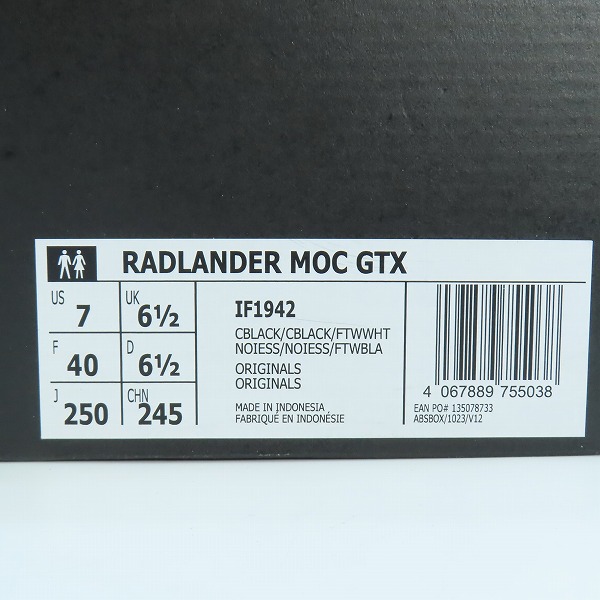 RADLANDER MOC GTX
US 7 UK 6½
F 40 D 6½
J 250 CHN 245
IF1942
CBLACK/CBLACK/FTWWHT
NOIESS/NOIESS/FTWBLA
ORIGINALS
ORIGINALS
MADE IN INDONESIA
FABRIQUÉ EN INDONÉSIE
4 067889 755038
EAN PO# 135078733
ABSBOX/1023/V12